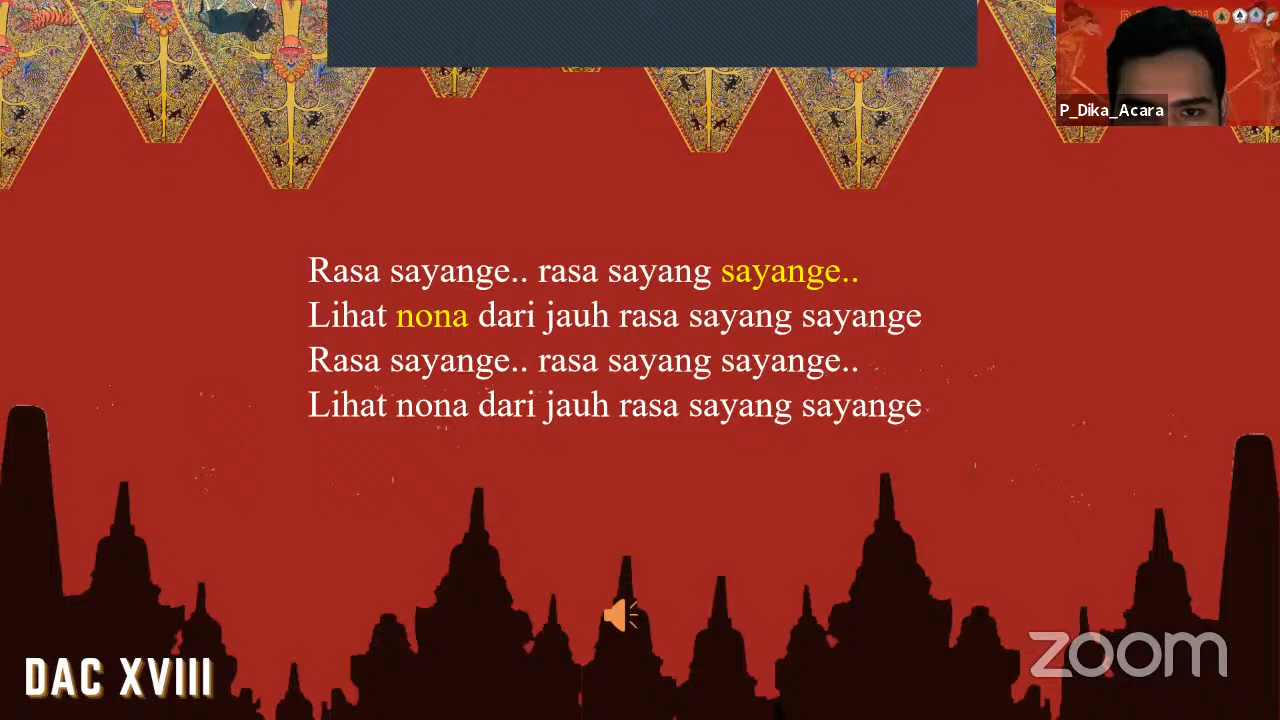 P_Dika_Acara
Rasa sayange.. rasa sayang sayange..
Lihat nona dari jauh rasa sayang sayange
Rasa sayange.. rasa sayang sayange..
Lihat nona dari jauh rasa sayang sayange
DAC XVIII
zoom